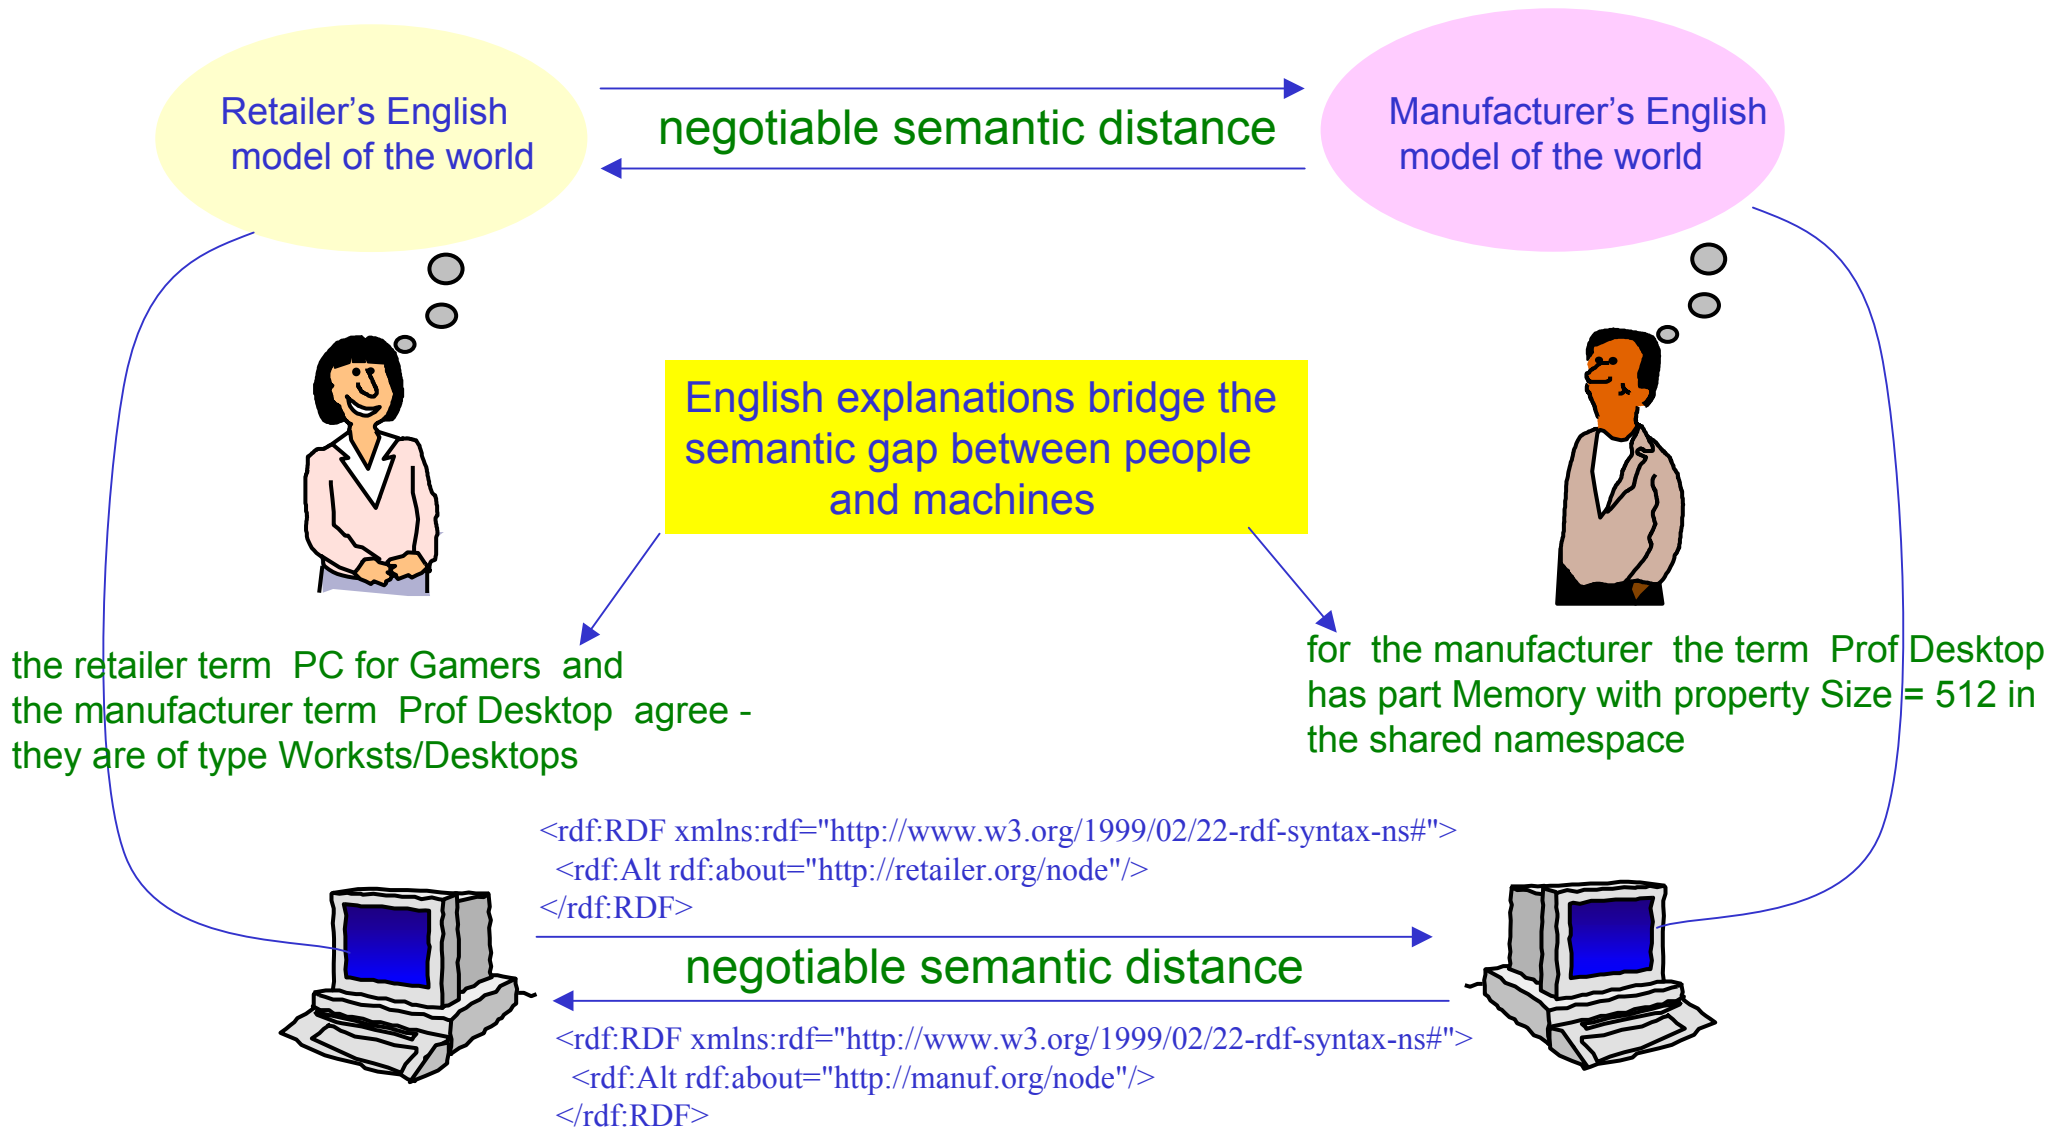 Retailer's English
model of the world
negotiable semantic distance
Manufacturer's English
model of the world
English explanations bridge the
semantic gap between people
and machines
the retailer term PC for Gamers and
the manufacturer term Prof Desktop agree -
they are of type Worksts/Desktops
for the manufacturer the term Prof Desktop
has part Memory with property Size = 512 in
the shared namespace
<rdf:RDF xmlns:rdf="http://www.w3.org/1999/02/22-rdf-syntax-ns#">
<rdf:Alt rdf:about="http://retailer.org/node"/>
</rdf:RDF>
negotiable semantic distance
<rdf:RDF xmlns:rdf="http://www.w3.org/1999/02/22-rdf-syntax-ns#">
<rdf:Alt rdf:about="http://manuf.org/node"/>
</rdf:RDF>